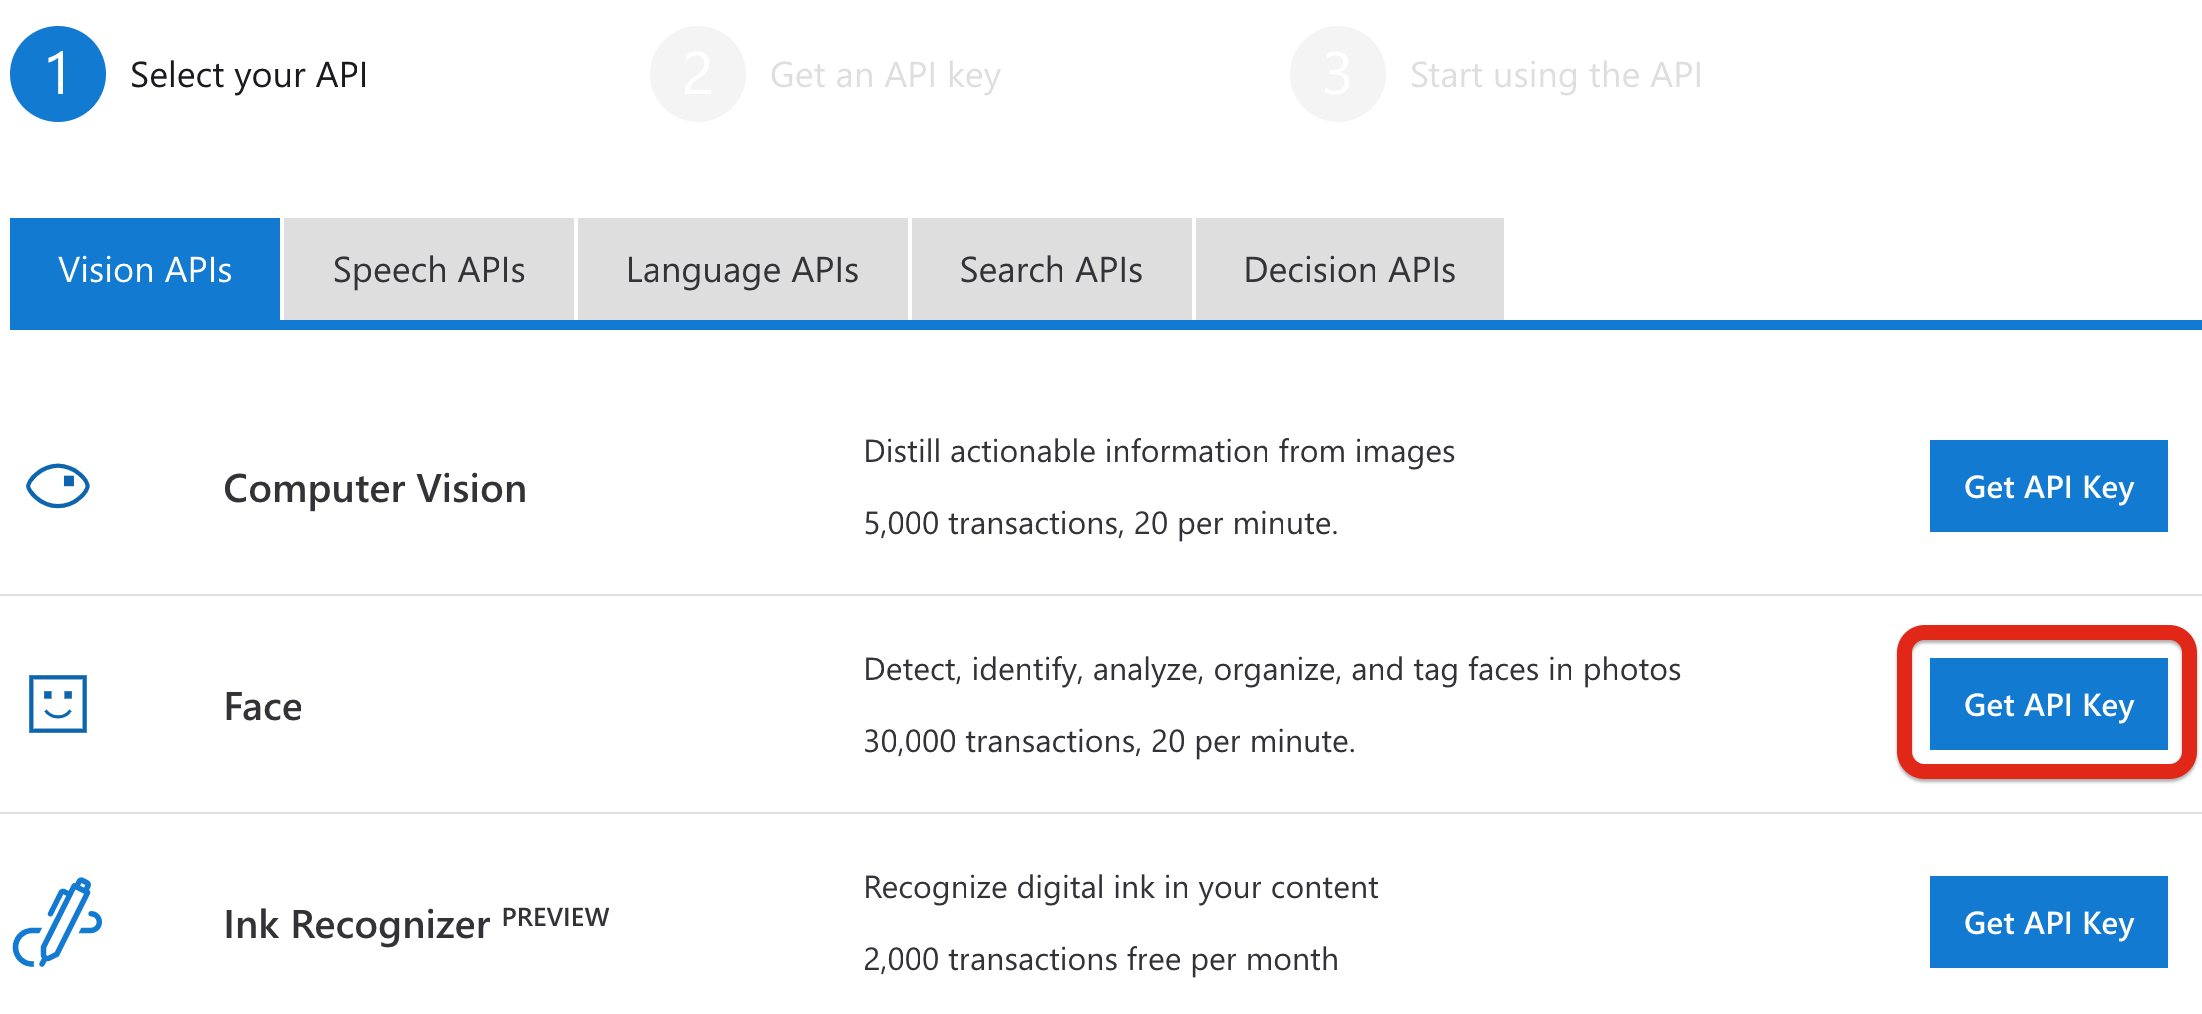 1 Select your API
2 Get an API key
3 Start using the API
Vision APIs
Speech APIs
Language APIs
Search APIs
Decision APIs
Computer Vision
Distill actionable information from images
5,000 transactions, 20 per minute.
Get API Key
Face
Detect, identify, analyze, organize, and tag faces in photos
30,000 transactions, 20 per minute.
Get API Key
Ink Recognizer PREVIEW
Recognize digital ink in your content
2,000 transactions free per month
Get API Key